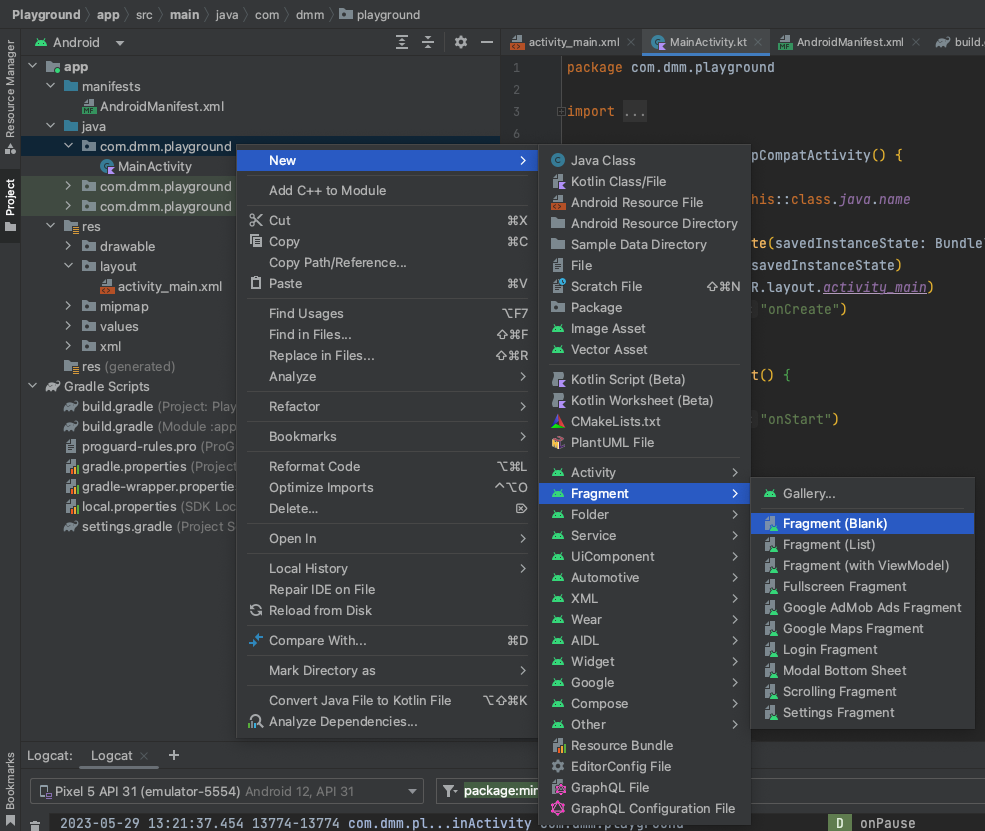 Playground app src main java com dmm playground
Resource Manager
Project
Bookmarks
Android
app
manifests
AndroidManifest.xml
java
com.dmm.playground
MainActivity
com.dmm.playground
com.dmm.playground
res
drawable
layout
activity_main.xml
mipmap
values
xml
res (generated)
Gradle Scripts
build.gradle (Project: Play
build.gradle (Module :app
proguard-rules.pro (ProG
gradle.properties (Project
gradle-wrapper.propertie
local.properties (SDK Loc
settings.gradle (Project S
activity_main.xml MainActivity.kt AndroidManifest.xml build.
1 package com.dmm.playground
2
3 import ...
6
pCompatActivity() {
his::class.java.name
te(savedInstanceState: Bundle
savedInstanceState)
R.layout.activity_main)
: "onCreate")
t() {
: "onStart")
New
Add C++ to Module
Cut ⌘X
Copy ⌘C
Copy Path/Reference...
Paste ⌘V
Find Usages ⌥F7
Find in Files... ⇧⌘F
Replace in Files... ⇧⌘R
Analyze
Refactor
Bookmarks
Reformat Code ⌥⌘L
Optimize Imports ^⌥O
Delete... ⌦
Open In
Local History
Repair IDE on File
Reload from Disk
Compare With... ⌘D
Mark Directory as
Convert Java File to Kotlin File ⌥⇧⌘K
Analyze Dependencies...
Java Class
Kotlin Class/File
Android Resource File
Android Resource Directory
Sample Data Directory
File
Scratch File ⇧⌘N
Package
Image Asset
Vector Asset
Kotlin Script (Beta)
Kotlin Worksheet (Beta)
CMakeLists.txt
PlantUML File
Activity
Fragment
Folder
Service
UiComponent
Automotive
XML
Wear
AIDL
Widget
Google
Compose
Other
Resource Bundle
EditorConfig File
GraphQL File
GraphQL Configuration File
Gallery...
Fragment (Blank)
Fragment (List)
Fragment (with ViewModel)
Fullscreen Fragment
Google AdMob Ads Fragment
Google Maps Fragment
Login Fragment
Modal Bottom Sheet
Scrolling Fragment
Settings Fragment
Logcat: Logcat +
Pixel 5 API 31 (emulator-5554) Android 12, API 31 package:min
2023-05-29 13:21:37.454 13774-13774 com.dmm.pl...inActivity com.dmm.playground D onPause